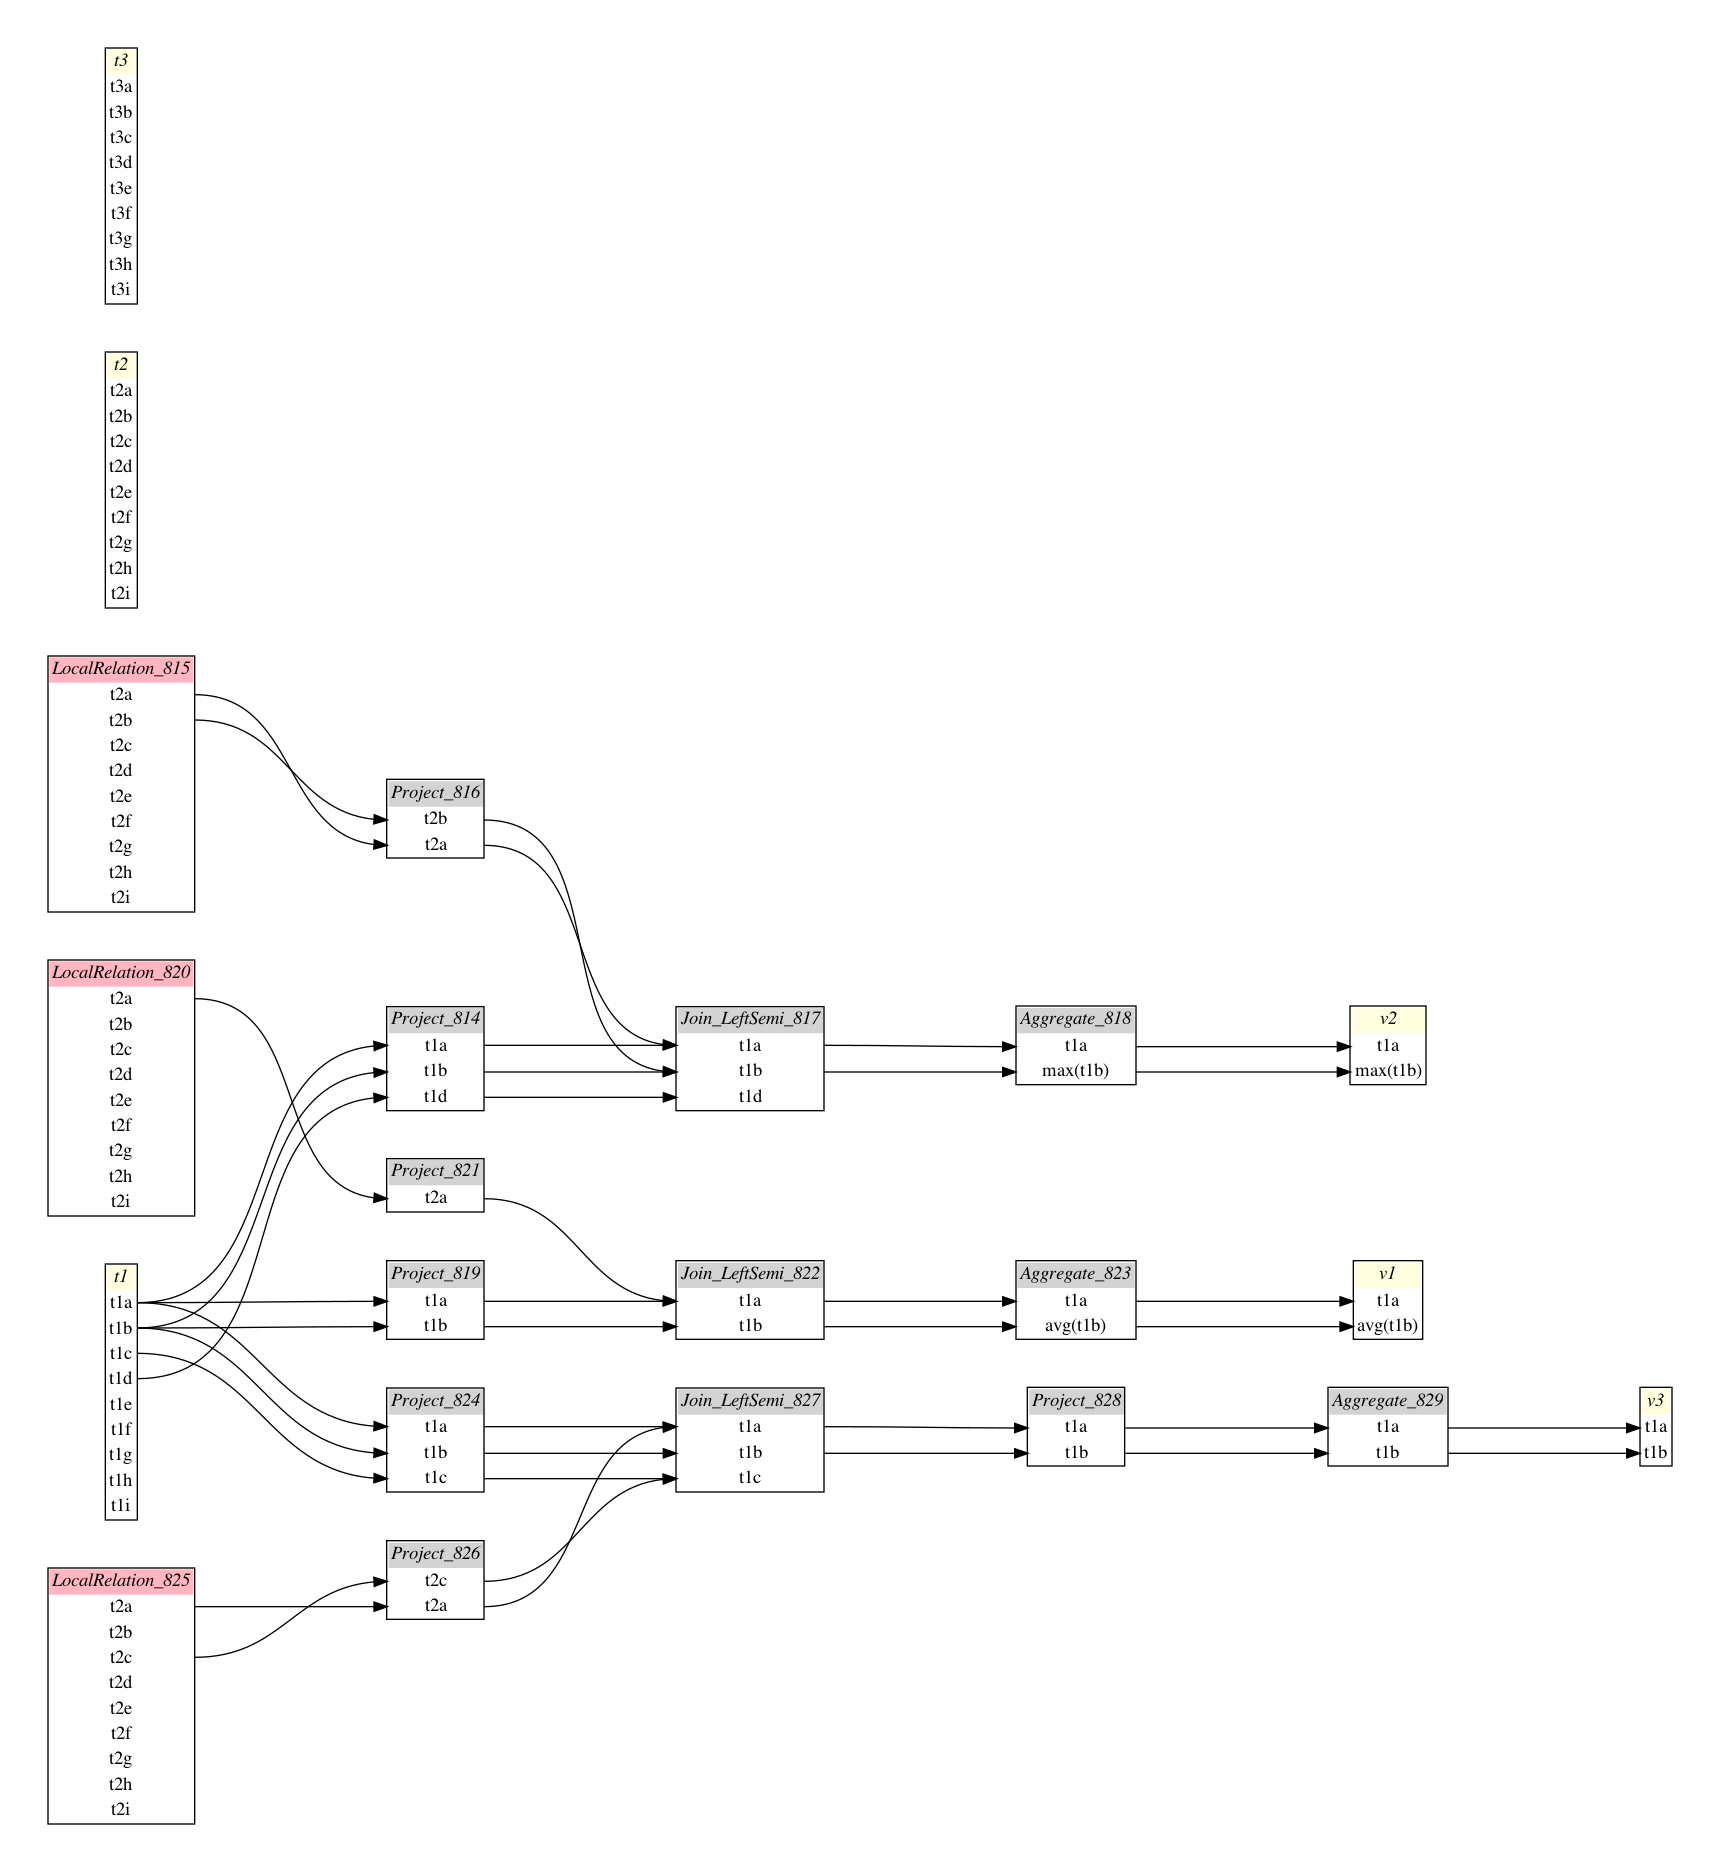 t3
t3a
t3b
t3c
t3d
t3e
t3f
t3g
t3h
t3i
t2
t2a
t2b
t2c
t2d
t2e
t2f
t2g
t2h
t2i
LocalRelation_815
t2a
t2b
t2c
t2d
t2e
t2f
t2g
t2h
t2i
Project_816
t2b
t2a
LocalRelation_820
t2a
t2b
t2c
t2d
t2e
t2f
t2g
t2h
t2i
Project_814
t1a
t1b
t1d
Join_LeftSemi_817
t1a
t1b
t1d
Aggregate_818
t1a
max(t1b)
v2
t1a
max(t1b)
Project_821
t2a
t1
t1a
t1b
t1c
t1d
t1e
t1f
t1g
t1h
t1i
Project_819
t1a
t1b
Join_LeftSemi_822
t1a
t1b
Aggregate_823
t1a
avg(t1b)
v1
t1a
avg(t1b)
Project_824
t1a
t1b
t1c
Join_LeftSemi_827
t1a
t1b
t1c
Project_828
t1a
t1b
Aggregate_829
t1a
t1b
v3
t1a
t1b
Project_826
t2c
t2a
LocalRelation_825
t2a
t2b
t2c
t2d
t2e
t2f
t2g
t2h
t2i